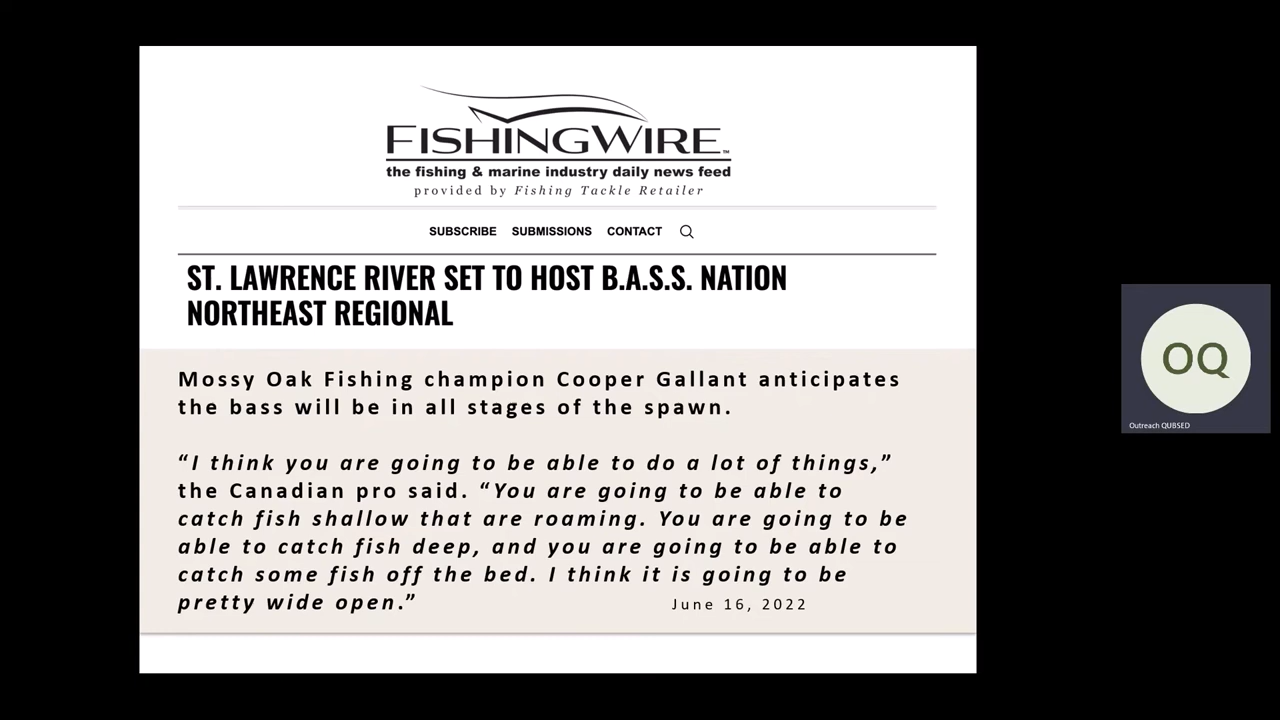 FISHINGWIRE™
the fishing & marine industry daily news feed
provided by Fishing Tackle Retailer
SUBSCRIBE SUBMISSIONS CONTACT
ST. LAWRENCE RIVER SET TO HOST B.A.S.S. NATION
NORTHEAST REGIONAL
Mossy Oak Fishing champion Cooper Gallant anticipates
the bass will be in all stages of the spawn.
“I think you are going to be able to do a lot of things,”
the Canadian pro said. “You are going to be able to
catch fish shallow that are roaming. You are going to be
able to catch fish deep, and you are going to be able to
catch some fish off the bed. I think it is going to be
pretty wide open.”
June 16, 2022
OQ
Outreach QUBSED